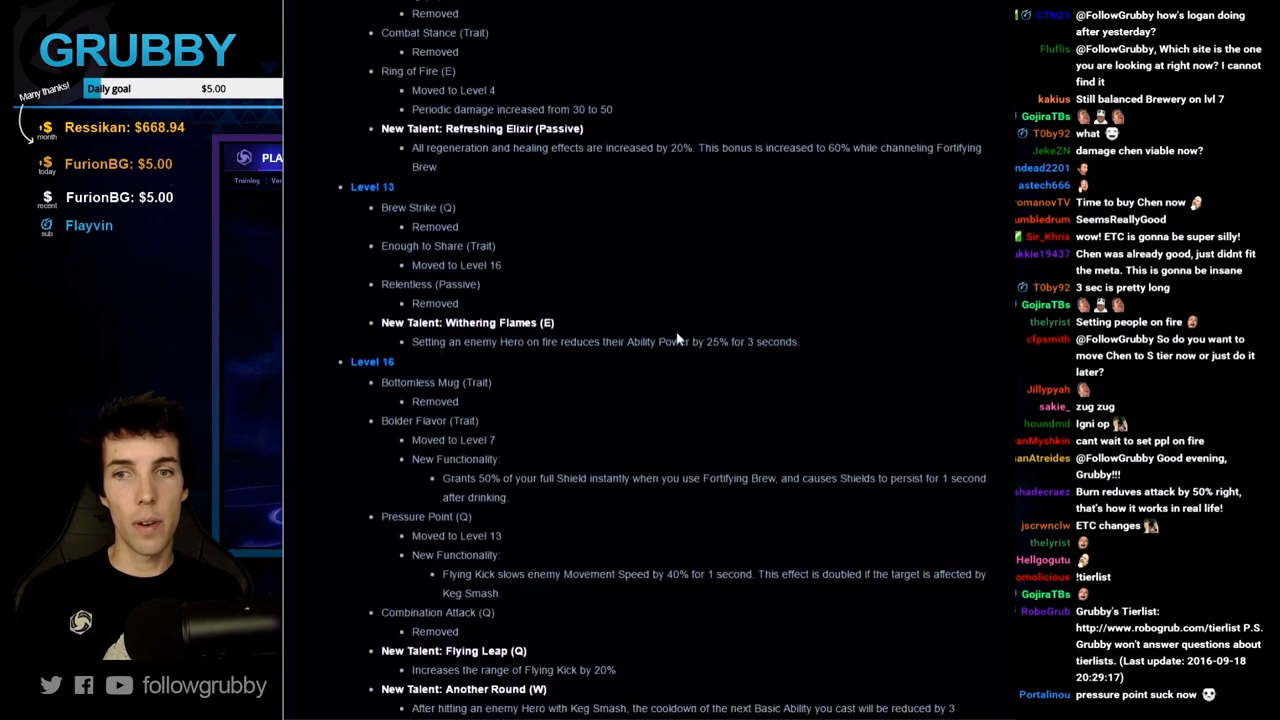 GRUBBY
Many thanks!
Daily goal
$5.00
month
Ressikan: $668.94
today
FurionBG: $5.00
recent
FurionBG: $5.00
sub
Flayvin
PLA
Training
Ver
followgrubby
Removed
Combat Stance (Trait)
Removed
Ring of Fire (E)
Moved to Level 4
Periodic damage increased from 30 to 50
New Talent: Refreshing Elixir (Passive)
All regeneration and healing effects are increased by 20%. This bonus is increased to 60% while channeling Fortifying
Brew.
Level 13
Brew Strike (Q)
Removed
Enough to Share (Trait)
Moved to Level 16
Relentless (Passive)
Removed
New Talent: Withering Flames (E)
Setting an enemy Hero on fire reduces their Ability Power by 25% for 3 seconds.
Level 16
Bottomless Mug (Trait)
Removed
Bolder Flavor (Trait)
Moved to Level 7
New Functionality:
Grants 50% of your full Shield instantly when you use Fortifying Brew, and causes Shields to persist for 1 second
after drinking.
Pressure Point (Q)
Moved to Level 13
New Functionality:
Flying Kick slows enemy Movement Speed by 40% for 1 second. This effect is doubled if the target is affected by
Keg Smash.
Combination Attack (Q)
Removed
New Talent: Flying Leap (Q)
Increases the range of Flying Kick by 20%
New Talent: Another Round (W)
After hitting an enemy Hero with Keg Smash, the cooldown of the next Basic Ability you cast will be reduced by 3
CTN23 @FollowGrubby how's logan doing
after yesterday?
Fluflis @FollowGrubby, Which site is the one
you are looking at right now? I cannot
find it
kakius Still balanced Brewery on lvl 7
GojiraTBs
T0by92 what
JekeZN damage chen viable now?
ndead2201
astech666
romanovTV Time to buy Chen now
umbledrum SeemsReallyGood
Sir_Khris wow! ETC is gonna be super silly!
ukkie19437 Chen was already good, just didnt fit
the meta. This is gonna be insane
T0by92 3 sec is pretty long
GojiraTBs
thelyrist Setting people on fire
cfpsmith @FollowGrubby So do you want to
move Chen to S tier now or just do it
later?
Jillypyah
sakie_ zug zug
houndmd Igni op
anMyshkin cant wait to set ppl on fire
nanAtreides @FollowGrubby Good evening,
Grubby!!!
shadecraez Burn reduves attack by 50% right,
that's how it works in real life!
jscrwnclw ETC changes
thelyrist
Hellgogutu
omolicious !tierlist
GojiraTBs
RoboGrub Grubby's Tierlist:
http://www.robogrub.com/tierlist P.S.
Grubby won't answer questions about
tierlists. (Last update: 2016-09-18
20:29:17)
Portalinou pressure point suck now